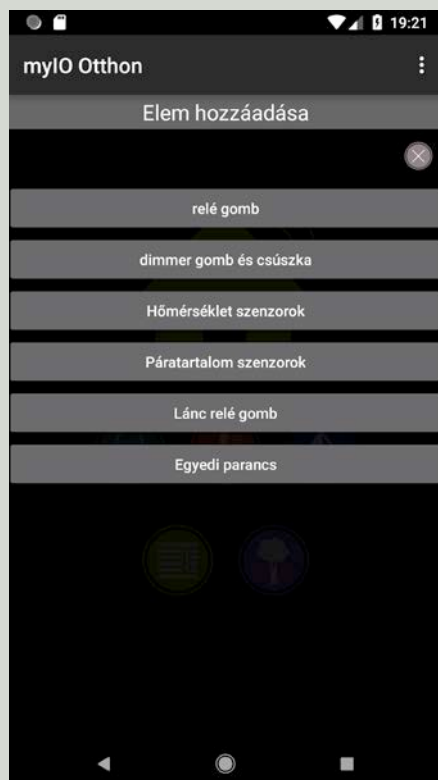 19:21
myIO Otthon
Elem hozzáadása
relé gomb
dimmer gomb és csúszka
Hőmérséklet szenzorok
Páratartalom szenzorok
Lánc relé gomb
Egyedi parancs